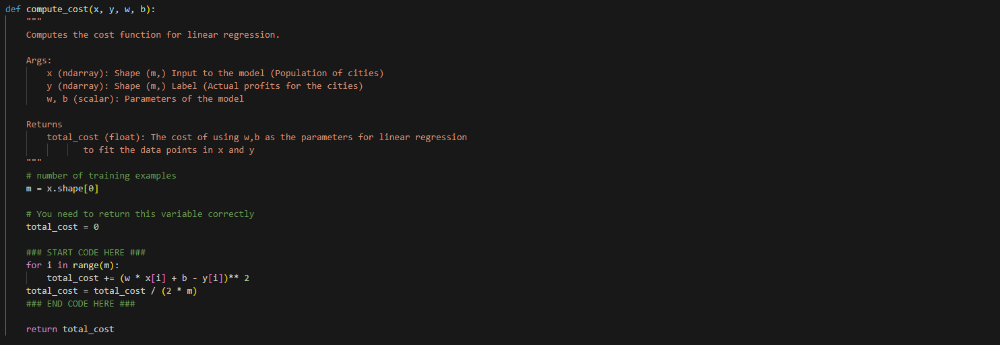 def compute_cost(x, y, w, b):
    """
    Computes the cost function for linear regression.

    Args:
        x (ndarray): Shape (m,) Input to the model (Population of cities)
        y (ndarray): Shape (m,) Label (Actual profits for the cities)
        w, b (scalar): Parameters of the model

    Returns
        total_cost (float): The cost of using w,b as the parameters for linear regression
               to fit the data points in x and y
    """
    # number of training examples
    m = x.shape[0]

    # You need to return this variable correctly
    total_cost = 0

    ### START CODE HERE ###
    for i in range(m):
        total_cost += (w * x[i] + b - y[i])** 2
    total_cost = total_cost / (2 * m)
    ### END CODE HERE ###

    return total_cost